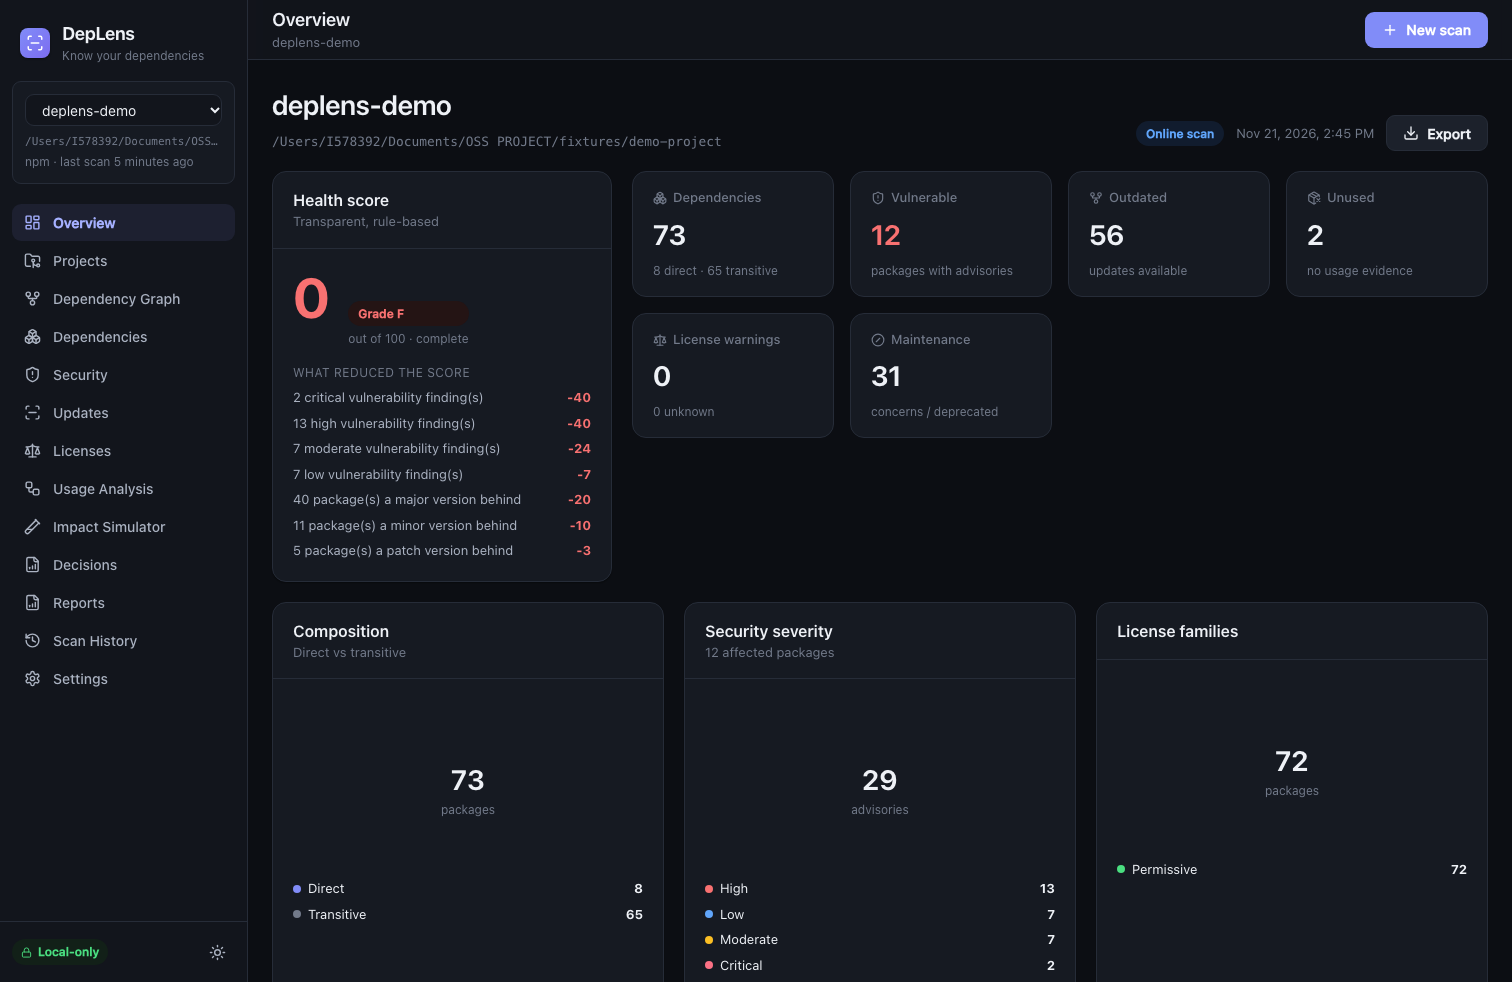 DepLens
Know your dependencies
deplens-demo
/Users/I578392/Documents/OSS…
npm · last scan 5 minutes ago
Overview
Projects
Dependency Graph
Dependencies
Security
Updates
Licenses
Usage Analysis
Impact Simulator
Decisions
Reports
Scan History
Settings
Local-only
Overview
deplens-demo
New scan
deplens-demo
/Users/I578392/Documents/OSS PROJECT/fixtures/demo-project
Online scan
Nov 21, 2026, 2:45 PM
Export
Health score
Transparent, rule-based
0
Grade F
out of 100 · complete
WHAT REDUCED THE SCORE
2 critical vulnerability finding(s) -40
13 high vulnerability finding(s) -40
7 moderate vulnerability finding(s) -24
7 low vulnerability finding(s) -7
40 package(s) a major version behind -20
11 package(s) a minor version behind -10
5 package(s) a patch version behind -3
Dependencies
73
8 direct · 65 transitive
Vulnerable
12
packages with advisories
Outdated
56
updates available
Unused
2
no usage evidence
License warnings
0
0 unknown
Maintenance
31
concerns / deprecated
Composition
Direct vs transitive
73
packages
Direct 8
Transitive 65
Security severity
12 affected packages
29
advisories
High 13
Low 7
Moderate 7
Critical 2
License families
72
packages
Permissive 72